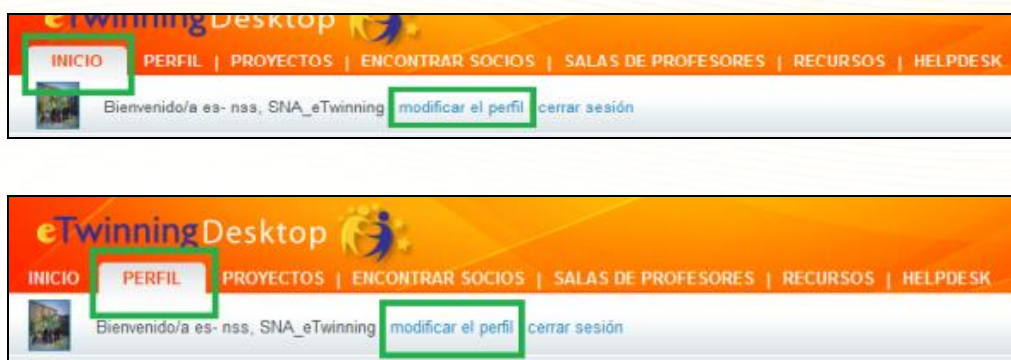 eTwinning Desktop
INICIO PERFIL | PROYECTOS | ENCONTRAR SOCIOS | SALAS DE PROFESORES | RECURSOS | HELPDESK
Bienvenido/a es- nss, SNA_eTwinning modificar el perfil cerrar sesión
eTwinning Desktop
INICIO PERFIL PROYECTOS | ENCONTRAR SOCIOS | SALAS DE PROFESORES | RECURSOS | HELPDESK
Bienvenido/a es- nss, SNA_eTwinning modificar el perfil cerrar sesión